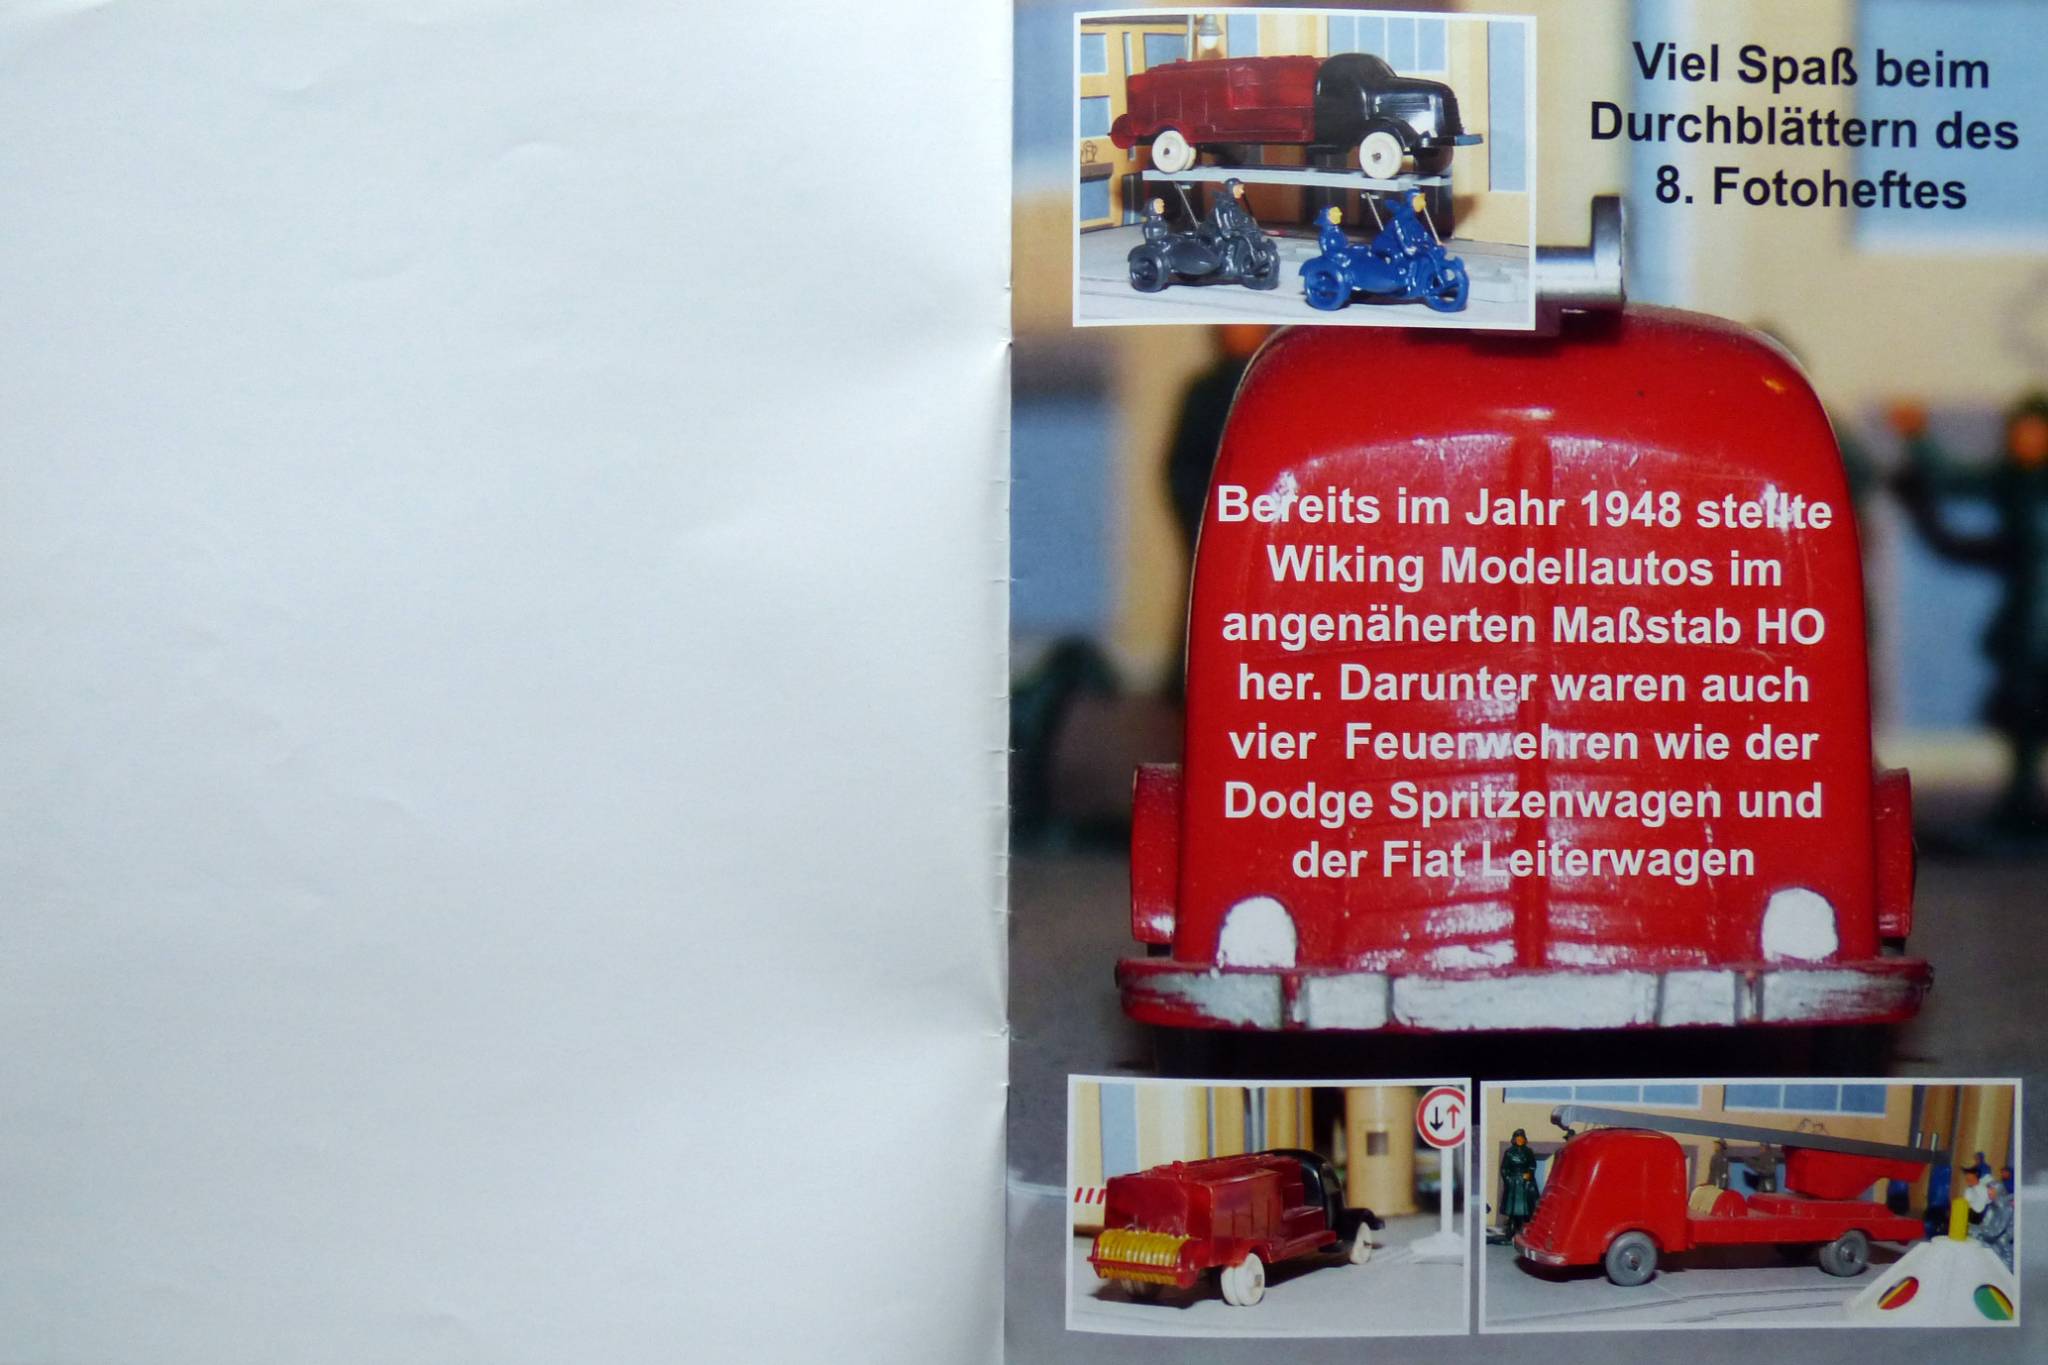 Viel Spaß beim
Durchblättern des
8. Fotoheftes
Bereits im Jahr 1948 stellte
Wiking Modellautos im
angenäherten Maßstab HO
her. Darunter waren auch
vier Feuerwehren wie der
Dodge Spritzenwagen und
der Fiat Leiterwagen